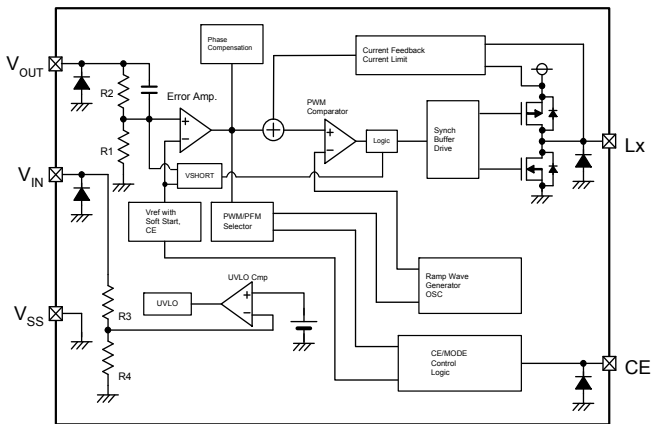 Phase
Compensation
Current Feedback
Current Limit
VOUT
R2
Error Amp.
PWM
Comparator
Logic
Synch
Buffer
Drive
Lx
R1
VIN
VSHORT
Vref with
Soft Start,
CE
PWM/PFM
Selector
Ramp Wave
Generator
OSC
UVLO Cmp
R3
UVLO
VSS
R4
CE/MODE
Control
Logic
CE